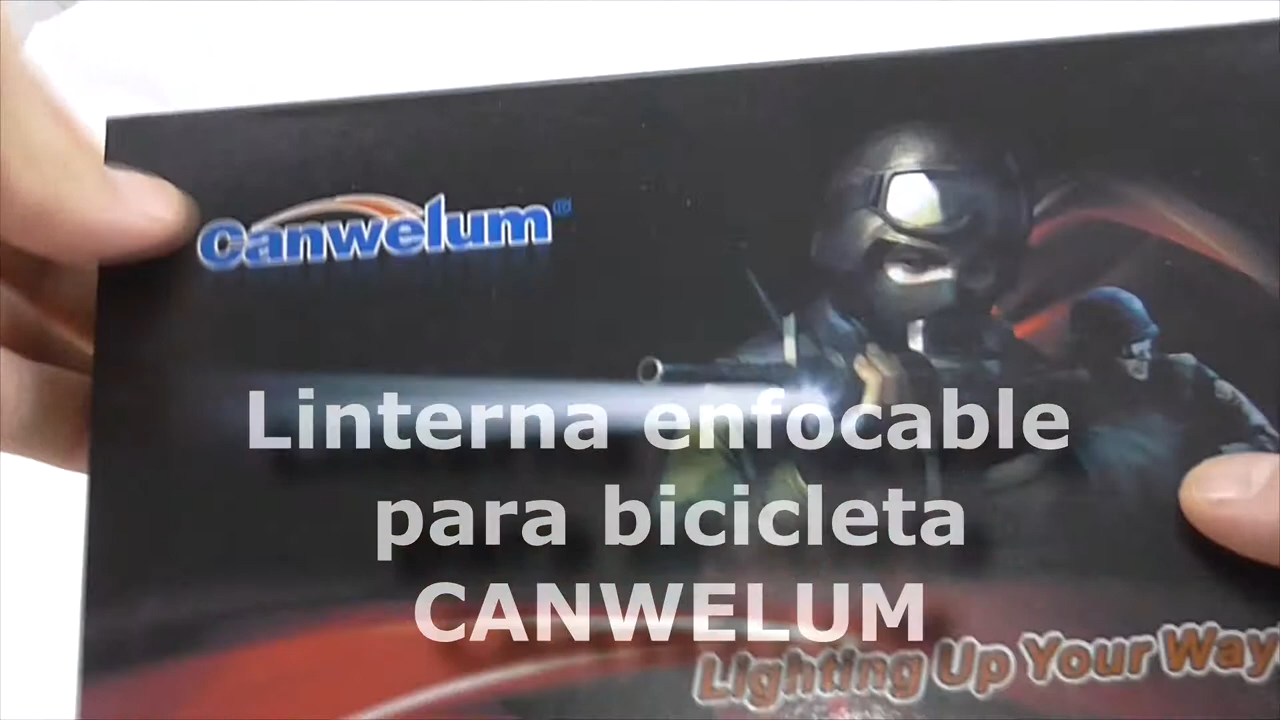 Canwelum®
Linterna enfocable
para bicicleta
CANWELUM
Lighting Up Your Way